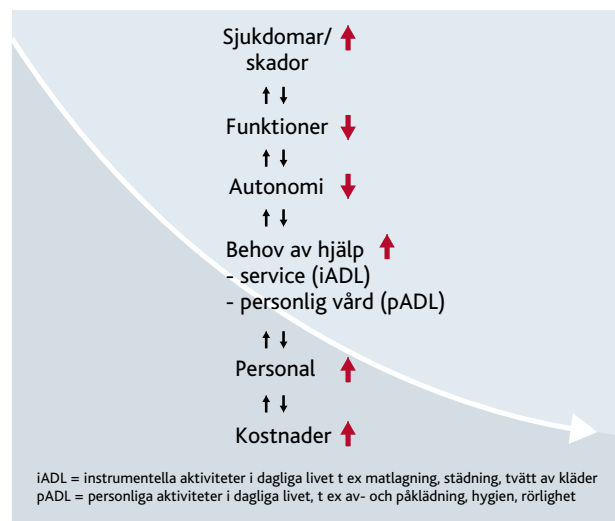 Sjukdomar/
skador
Funktioner
Autonomi
Behov av hjälp
- service (iADL)
- personlig vård (pADL)
Personal
Kostnader
iADL = instrumentella aktiviteter i dagliga livet t ex matlagning, städning, tvätt av kläder
pADL = personliga aktiviteter i dagliga livet, t ex av- och påklädning, hygien, rörlighet